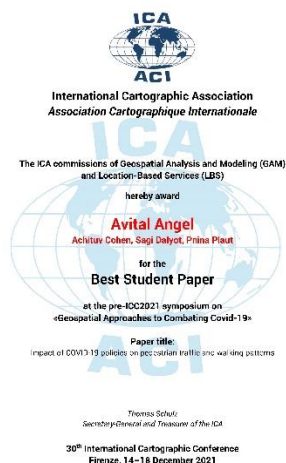 ICA
ACI
International Cartographic Association
Association Cartographique Internationale
The ICA commissions of Geospatial Analysis and Modeling (GAM)
and Location-Based Services (LBS)
hereby award
Avital Angel
Achituv Cohen, Sagi Dalyot, Pnina Plaut
for the
Best Student Paper
at the pre-ICC2021 symposium on
«Geospatial Approaches to Combating Covid-19»
Paper title:
Impact of COVID-19 policies on pedestrian traffic and walking patterns
Thomas Schulz
Secretary-General and Treasurer of the ICA
30th International Cartographic Conference
Firenze, 14–18 December 2021